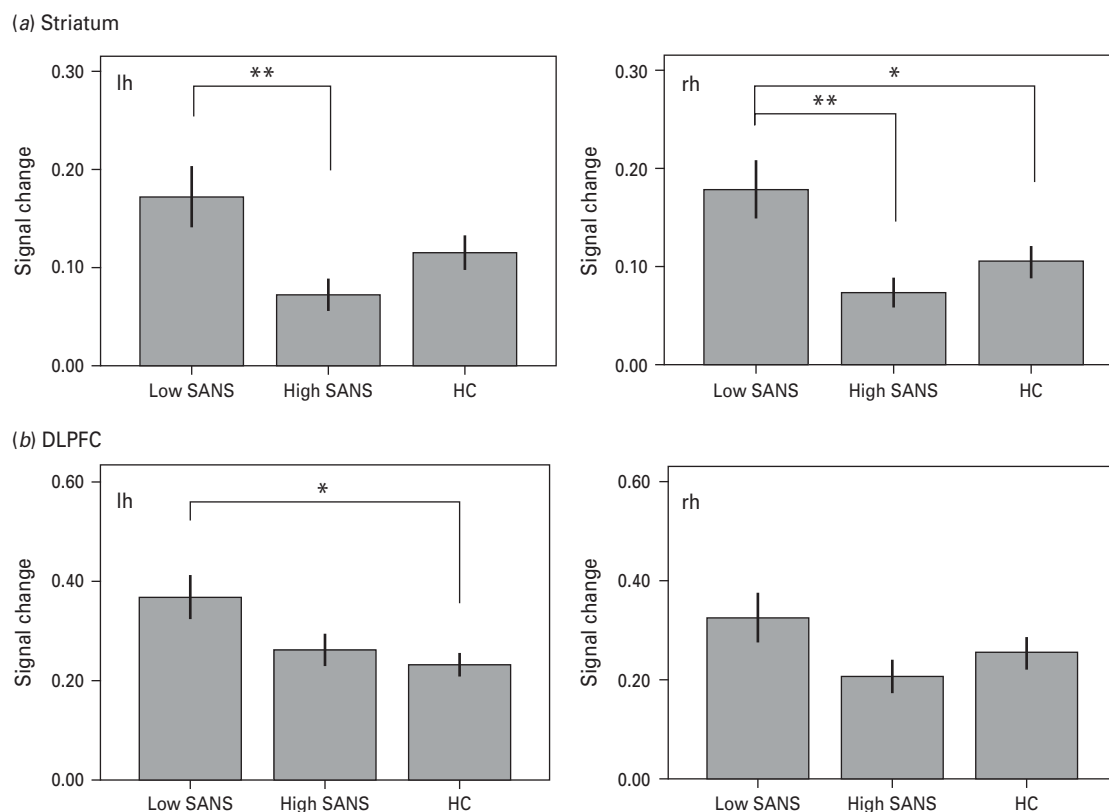 (a) Striatum
lh
**
0.30
0.20
0.10
0.00
Signal change
Low SANS High SANS HC
rh
*
**
0.30
0.20
0.10
0.00
Signal change
Low SANS High SANS HC
(b) DLPFC
lh
*
0.60
0.40
0.20
0.00
Signal change
Low SANS High SANS HC
rh
0.60
0.40
0.20
0.00
Signal change
Low SANS High SANS HC